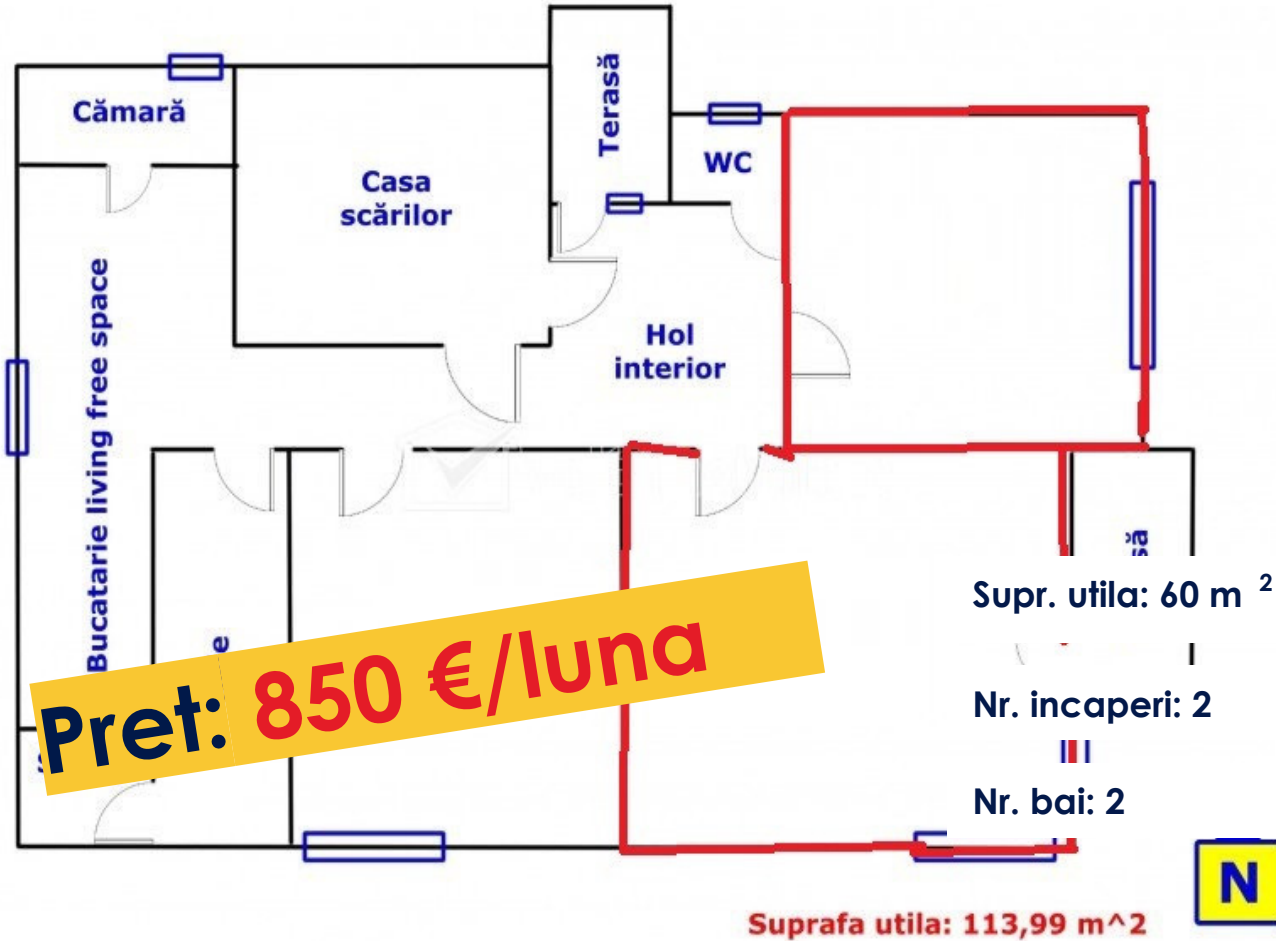 Cămară
Terasă
WC
Casa
scărilor
Bucatarie living free space
Hol
interior
Supr. utila: 60 m ²
Pret: 850 €/luna
Nr. incaperi: 2
Nr. bai: 2
N
Suprafa utila: 113,99 m^2